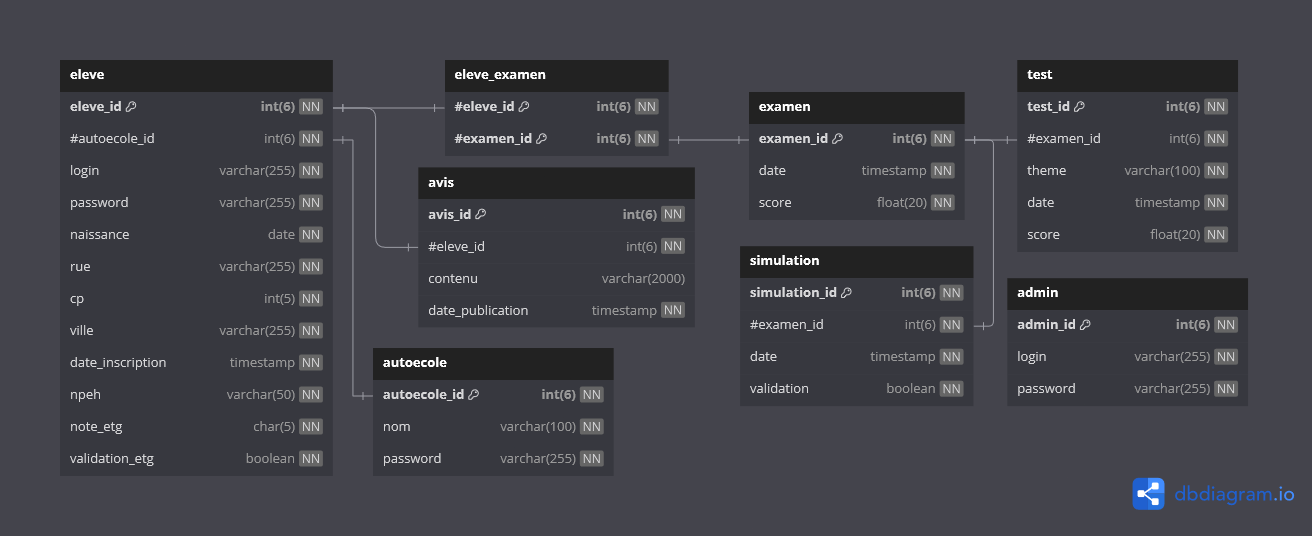 eleve
eleve_id int(6) NN
#autoecole_id int(6) NN
login varchar(255) NN
password varchar(255) NN
naissance date NN
rue varchar(255) NN
cp int(5) NN
ville varchar(255) NN
date_inscription timestamp NN
npeh varchar(50) NN
note_etg char(5) NN
validation_etg boolean NN
eleve_examen
#eleve_id int(6) NN
#examen_id int(6) NN
avis
avis_id int(6) NN
#eleve_id int(6) NN
contenu varchar(2000)
date_publication timestamp NN
autoecole
autoecole_id int(6) NN
nom varchar(100) NN
password varchar(255) NN
examen
examen_id int(6) NN
date timestamp NN
score float(20) NN
simulation
simulation_id int(6) NN
#examen_id int(6) NN
date timestamp NN
validation boolean NN
test
test_id int(6) NN
#examen_id int(6) NN
theme varchar(100) NN
date timestamp NN
score float(20) NN
admin
admin_id int(6) NN
login varchar(255) NN
password varchar(255) NN
dbdiagram.io